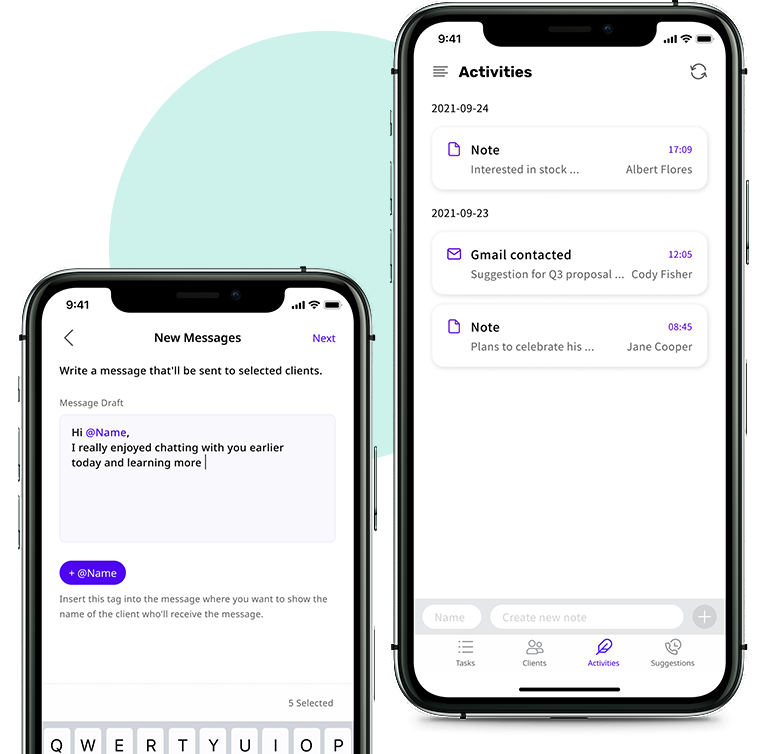 9:41
New Messages
Next
Write a message that'll be sent to selected clients.
Message Draft
Hi @Name,
I really enjoyed chatting with you earlier
today and learning more
+ @Name
Insert this tag into the message where you want to show the
name of the client who'll receive the message.
5 Selected
Q W E R T Y U I O P
9:41
Activities
2021-09-24
Note 17:09
Interested in stock ... Albert Flores
2021-09-23
Gmail contacted 12:05
Suggestion for Q3 proposal ... Cody Fisher
Note 08:45
Plans to celebrate his ... Jane Cooper
Name Create new note
Tasks Clients Activities Suggestions